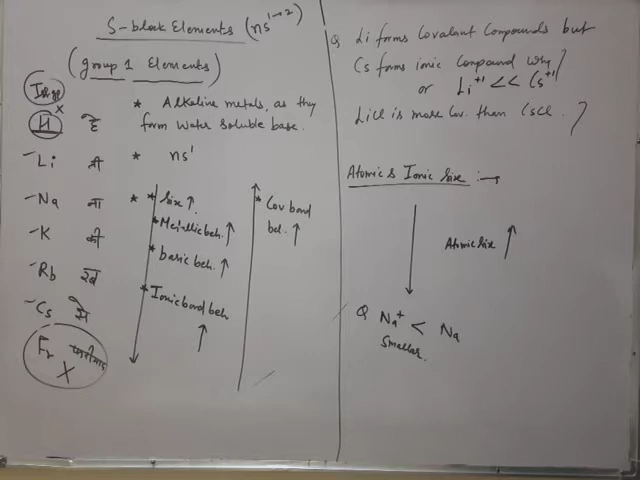 S-block Elements (ns¹→²)
(Group 1 Elements)
* Alkaline metals, as they
form water soluble base.
H है
- Li ली * ns¹
- Na ना
- K की
- Rb
- Cs से
Fr फरीयाद
X
* * Size ↑
* Metallic beh. ↑
* basic beh. ↑
* Ionic bond beh.
↑
* Cov bond
beh. ↑
Q Li forms Covalant Compounds but
Cs forms ionic Compound why?
or Li⁺¹ << Cs⁺¹
LiCl is more Cov. than CsCl. ?
Atomic & Ionic Size :→
Atomic Size ↑
Q Na⁺ < Na
Smaller.